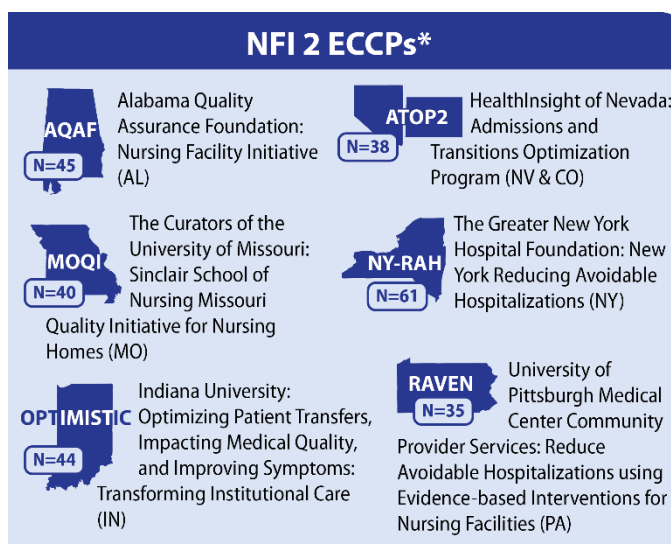 NFI 2 ECCPs*
AQAF
N=45
Alabama Quality
Assurance Foundation:
Nursing Facility Initiative
(AL)
ATOP2
N=38
HealthInsight of Nevada:
Admissions and
Transitions Optimization
Program (NV & CO)
MOQI
N=40
The Curators of the
University of Missouri:
Sinclair School of
Nursing Missouri
Quality Initiative for Nursing
Homes (MO)
NY-RAH
N=61
The Greater New York
Hospital Foundation: New
York Reducing Avoidable
Hospitalizations (NY)
OPTIMISTIC
N=44
Indiana University:
Optimizing Patient Transfers,
Impacting Medical Quality,
and Improving Symptoms:
Transforming Institutional Care
(IN)
RAVEN
N=35
University of
Pittsburgh Medical
Center Community
Provider Services: Reduce
Avoidable Hospitalizations using
Evidence-based Interventions for
Nursing Facilities (PA)